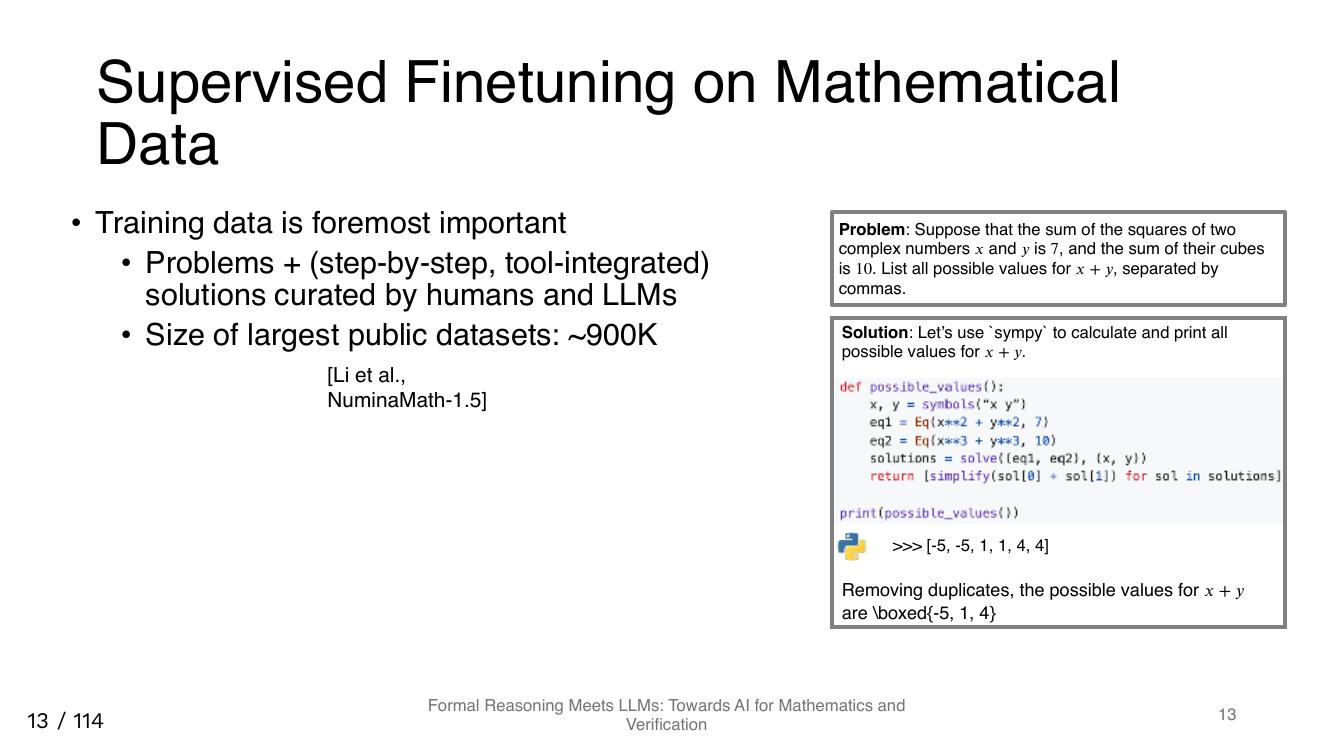 Supervised Finetuning on Mathematical
Data
• Training data is foremost important
• Problems + (step-by-step, tool-integrated)
solutions curated by humans and LLMs
• Size of largest public datasets: ~900K
[Li et al.,
NuminaMath-1.5]
Problem: Suppose that the sum of the squares of two
complex numbers x and y is 7, and the sum of their cubes
is 10. List all possible values for x + y, separated by
commas.
Solution: Let’s use `sympy` to calculate and print all
possible values for x + y.
def possible_values():
    x, y = symbols(“x y”)
    eq1 = Eq(x**2 + y**2, 7)
    eq2 = Eq(x**3 + y**3, 10)
    solutions = solve((eq1, eq2), (x, y))
    return [simplify(sol[0] + sol[1]) for sol in solutions]
print(possible_values())
>>> [-5, -5, 1, 1, 4, 4]
Removing duplicates, the possible values for x + y
are \boxed{-5, 1, 4}
13 / 114
Formal Reasoning Meets LLMs: Towards AI for Mathematics and
Verification
13